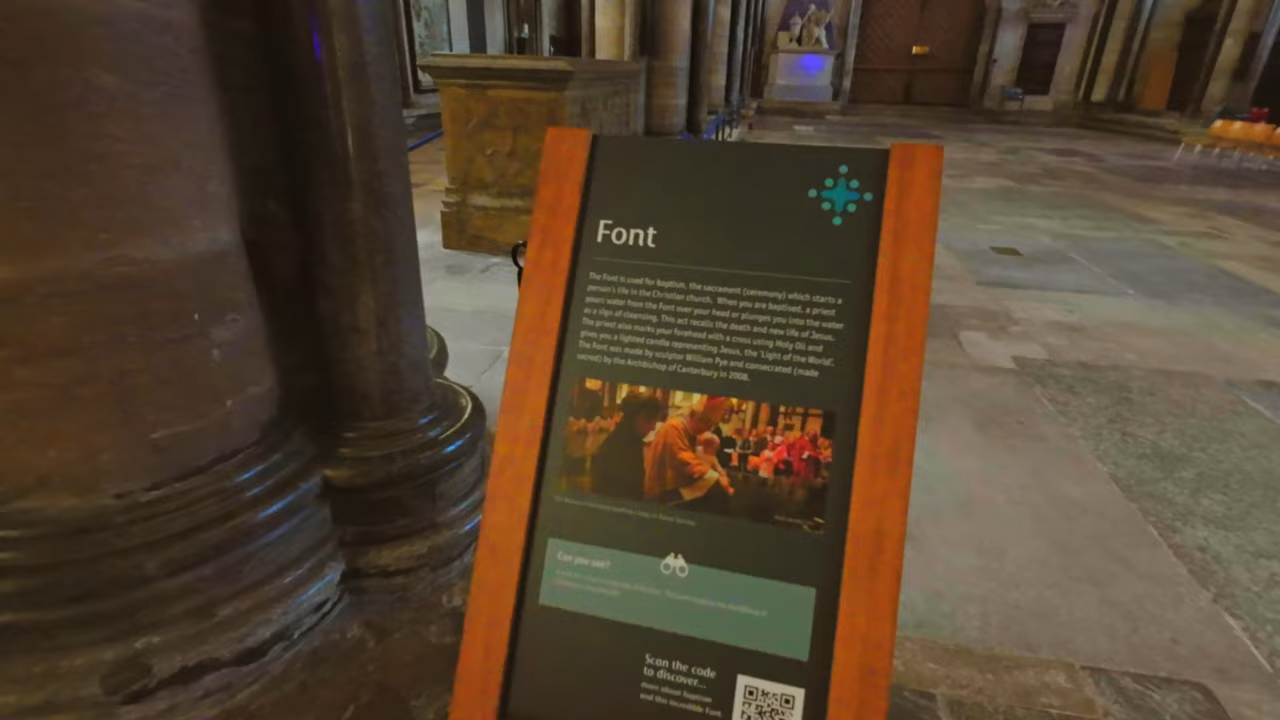 Font
The Font is used for baptism, the sacrament (ceremony) which starts a
person's life in the Christian church. When you are baptised, a priest
pours water from the Font over your head or plunges you into the water
as a sign of cleansing. This act recalls the death and new life of Jesus.
The priest also marks your forehead with a cross using Holy Oil and
gives you a lighted candle representing Jesus, the 'Light of the World'.
The Font was made by sculptor William Pye and consecrated (made
sacred) by the Archbishop of Canterbury in 2008.
Can you see?
Scan the code
to discover...
more about baptism
and this incredible Font.